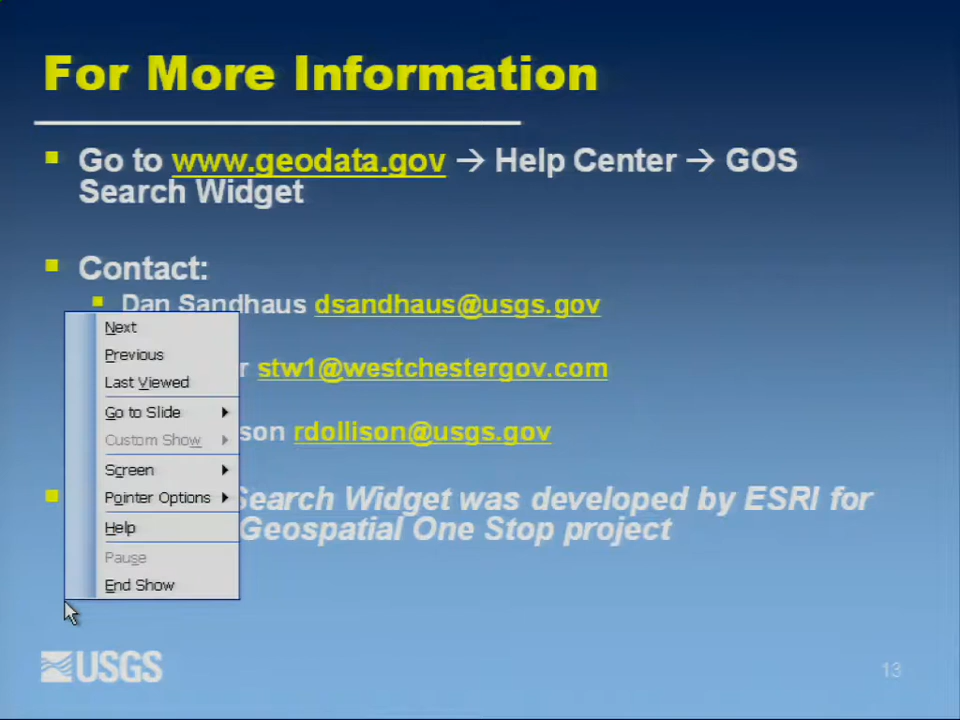 For More Information
Go to www.geodata.gov → Help Center → GOS
Search Widget
Contact:
Dan Sandhaus dsandhaus@usgs.gov
stw1@westchestergov.com
rdollison@usgs.gov
Search Widget was developed by ESRI for
Geospatial One Stop project
Next
Previous
Last Viewed
Go to Slide
Custom Show
Screen
Pointer Options
Help
Pause
End Show
USGS
13